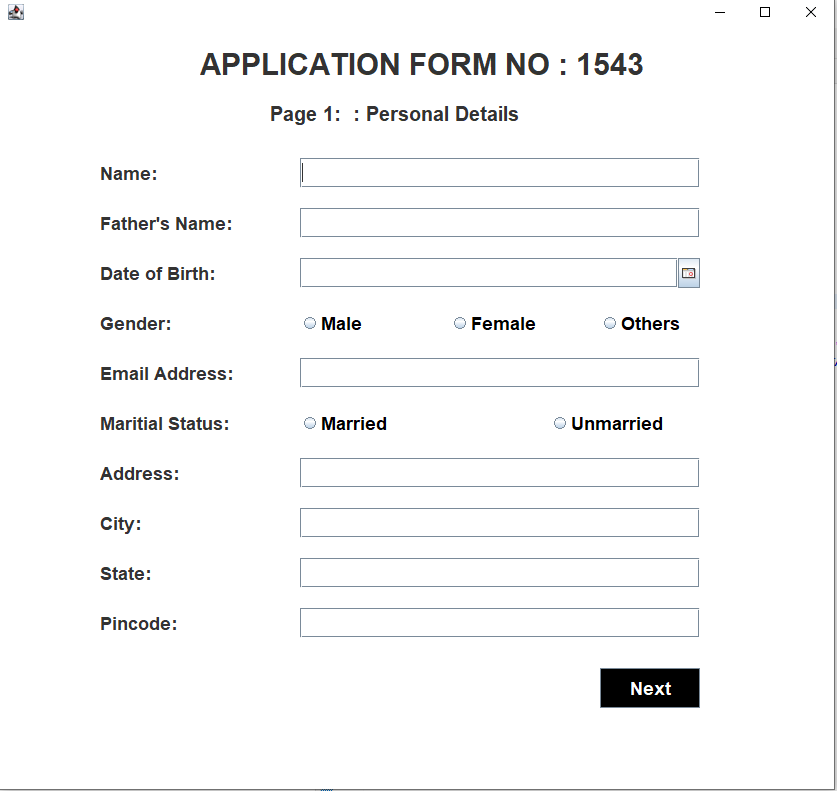 APPLICATION FORM NO : 1543
Page 1:  : Personal Details
Name:
Father's Name:
Date of Birth:
Gender: Male Female Others
Email Address:
Maritial Status: Married Unmarried
Address:
City:
State:
Pincode:
Next